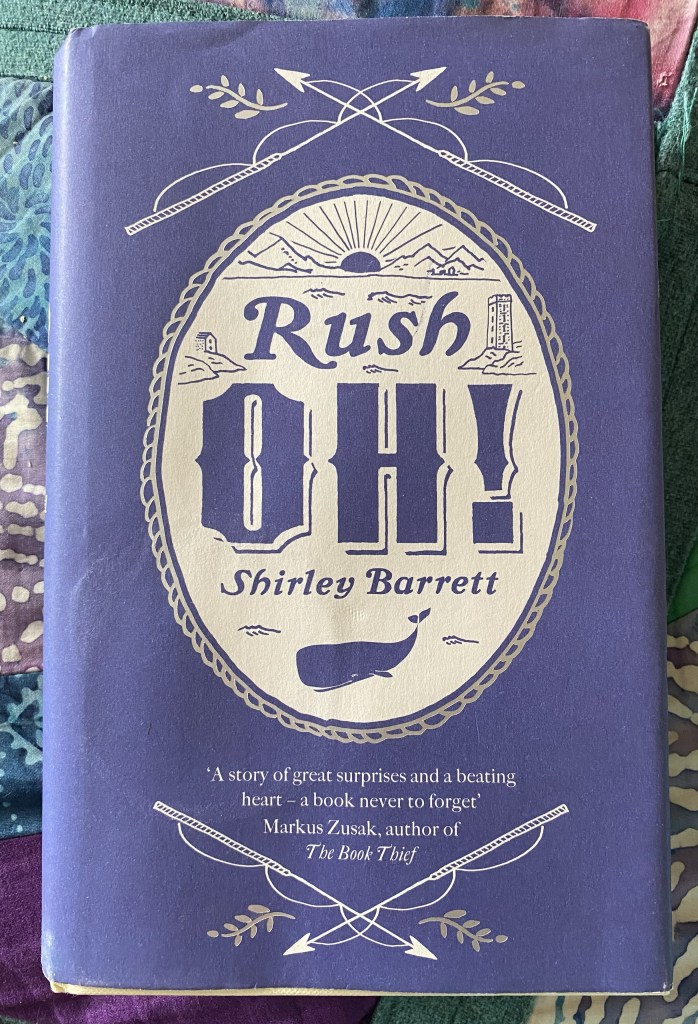 Rush
OH!
Shirley Barrett
‘A story of great surprises and a beating
heart – a book never to forget’
Markus Zusak, author of
The Book Thief